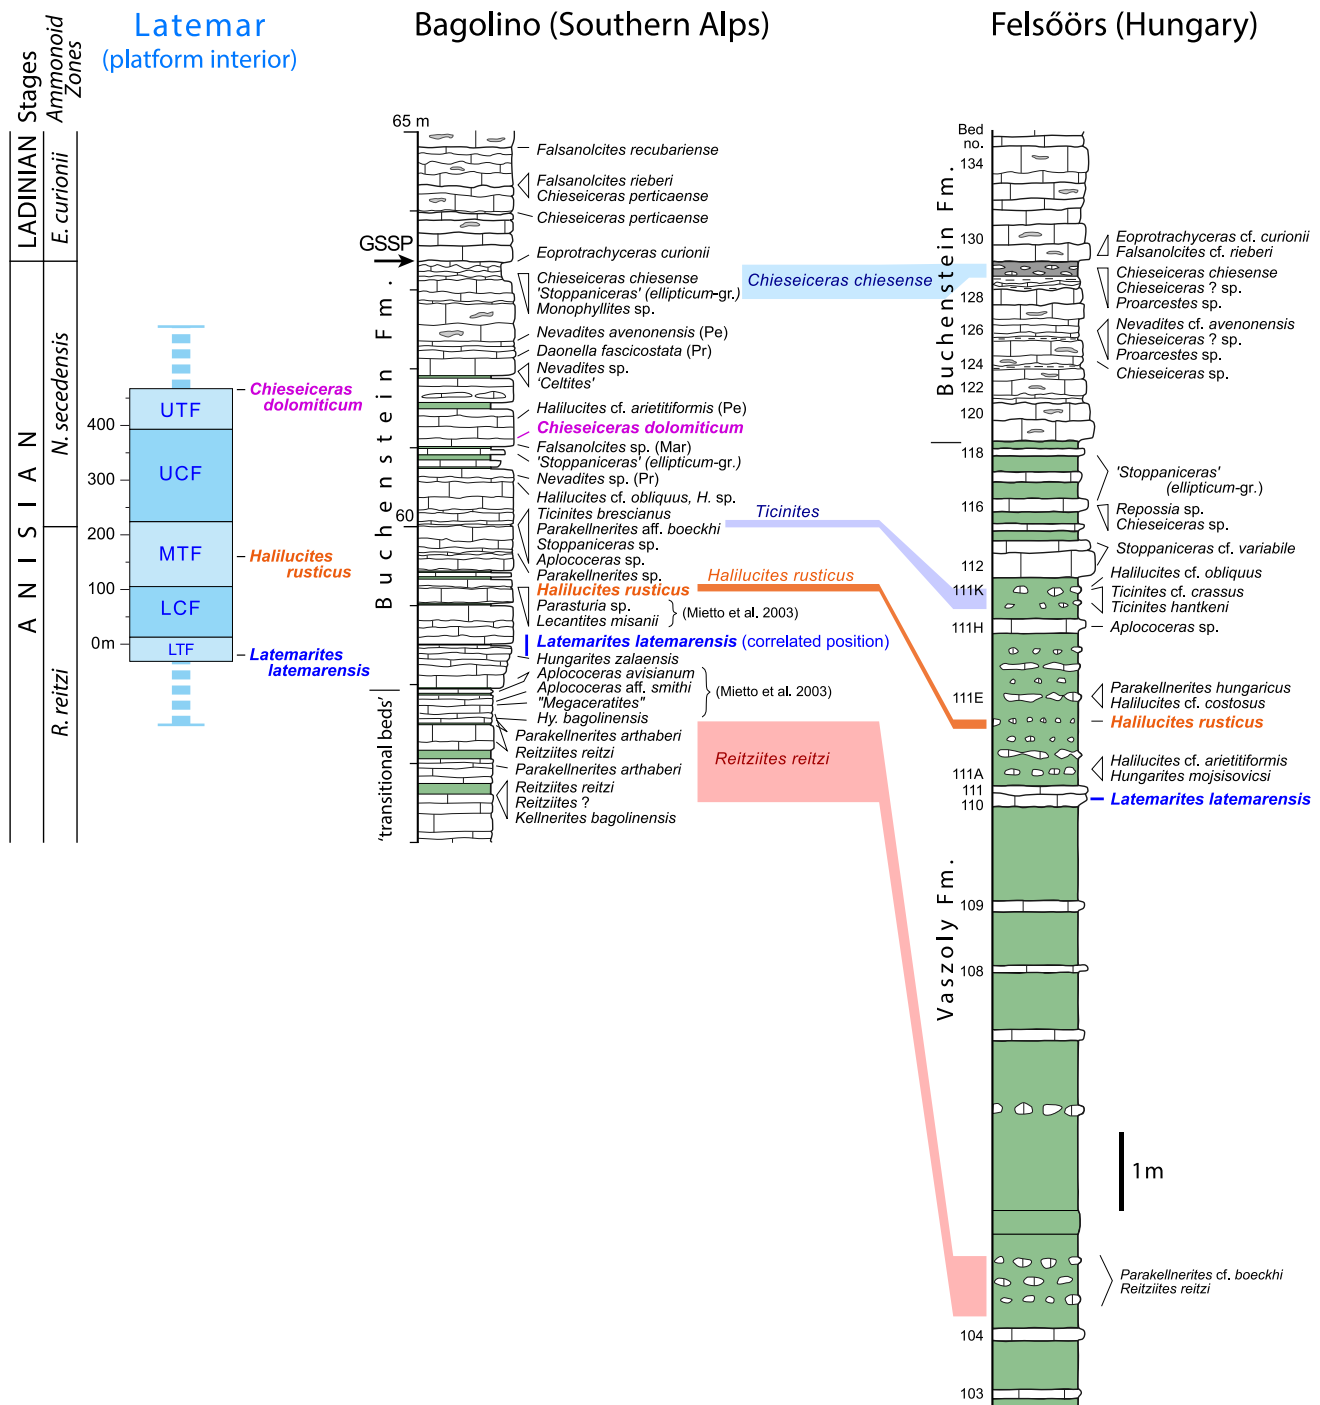 Latemar
(platform interior)
Bagolino (Southern Alps)
Felsőörs (Hungary)
Stages
Ammonoid
Zones
LADINIAN
E. curionii
ANISIAN
N. secedensis
R. reitzi
400
300
200
100
0m
UTF
UCF
MTF
LCF
LTF
Chieseiceras
dolomiticum
Halilucites
rusticus
Latemarites
latemarensis
65 m
GSSP
60
Buchenstein Fm.
'transitional beds'
Falsanolcites recubariense
Falsanolcites rieberi
Chieseiceras perticaense
Chieseiceras perticaense
Eoprotrachyceras curionii
Chieseiceras chiesense
'Stoppaniceras' (ellipticum-gr.)
Monophyllites sp.
Nevadites avenonensis (Pe)
Daonella fascicostata (Pr)
Nevadites sp.
'Celtites'
Halilucites cf. arietitiformis (Pe)
Chieseiceras dolomiticum
Falsanolcites sp. (Mar)
'Stoppaniceras' (ellipticum-gr.)
Nevadites sp. (Pr)
Halilucites cf. obliquus, H. sp.
Ticinites brescianus
Parakellnerites aff. boeckhi
Stoppaniceras sp.
Aplococeras sp.
Parakellnerites sp.
Halilucites rusticus
Parasturia sp.
Lecantites misanii
(Mietto et al. 2003)
Latemarites latemarensis (correlated position)
Hungarites zalaensis
Aplococeras avisianum
Aplococeras aff. smithi
"Megaceratites"
Hy. bagolinensis
(Mietto et al. 2003)
Parakellnerites arthaberi
Reitziites reitzi
Parakellnerites arthaberi
Reitziites reitzi
Reitziites ?
Kellnerites bagolinensis
Chieseiceras chiesense
Ticinites
Halilucites rusticus
Reitziites reitzi
Buchenstein Fm.
Vaszoly Fm.
Bed
no.
134
130
128
126
124
122
120
118
116
112
111K
111H
111E
111A
111
110
109
108
104
103
Eoprotrachyceras cf. curionii
Falsanolcites cf. rieberi
Chieseiceras chiesense
Chieseiceras ? sp.
Proarcestes sp.
Nevadites cf. avenonensis
Chieseiceras ? sp.
Proarcestes sp.
Chieseiceras sp.
'Stoppaniceras'
(ellipticum-gr.)
Repossia sp.
Chieseiceras sp.
Stoppaniceras cf. variabile
Halilucites cf. obliquus
Ticinites cf. crassus
Ticinites hantkeni
Aplococeras sp.
Parakellnerites hungaricus
Halilucites cf. costosus
Halilucites rusticus
Halilucites cf. arietitiformis
Hungarites mojsisovicsi
Latemarites latemarensis
1m
Parakellnerites cf. boeckhi
Reitziites reitzi